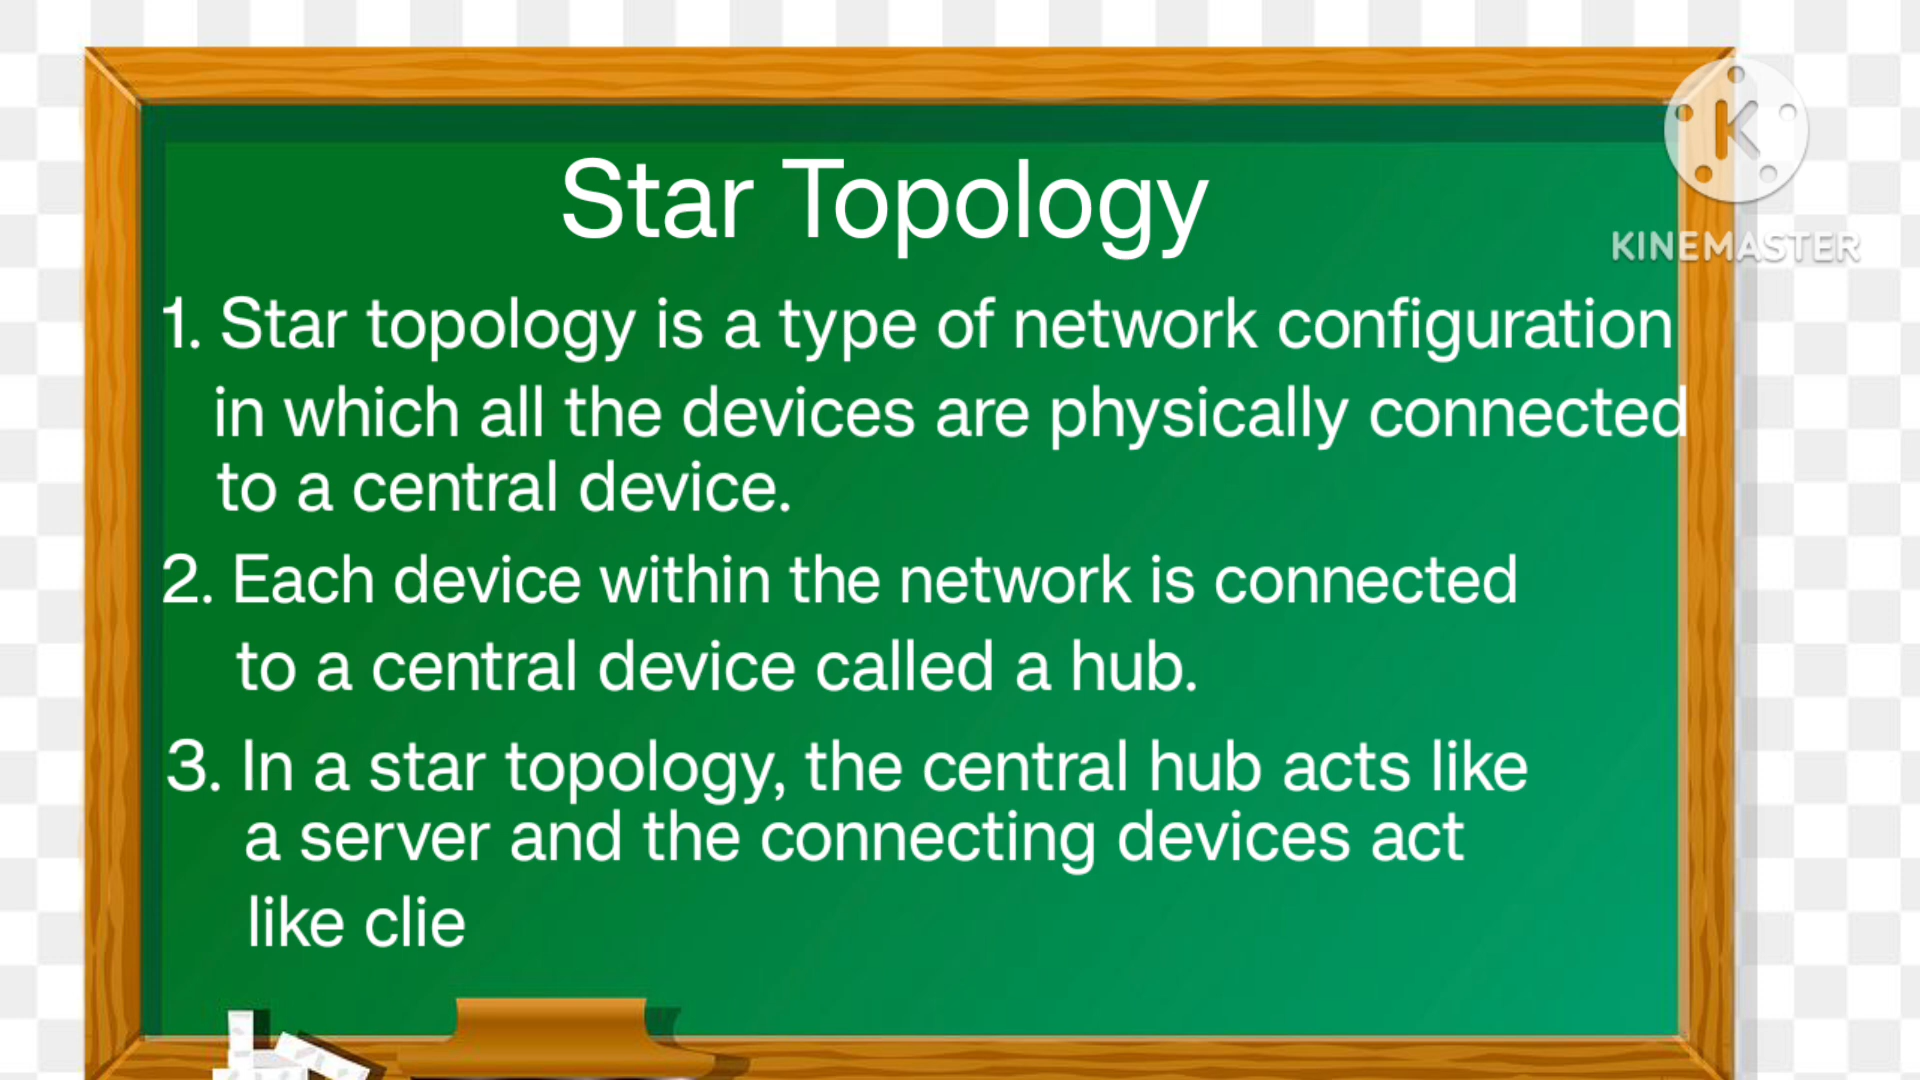 Star Topology
K
KINEMASTER
1. Star topology is a type of network configuration
in which all the devices are physically connected
to a central device.
2. Each device within the network is connected
to a central device called a hub.
3. In a star topology, the central hub acts like
a server and the connecting devices act
like clie